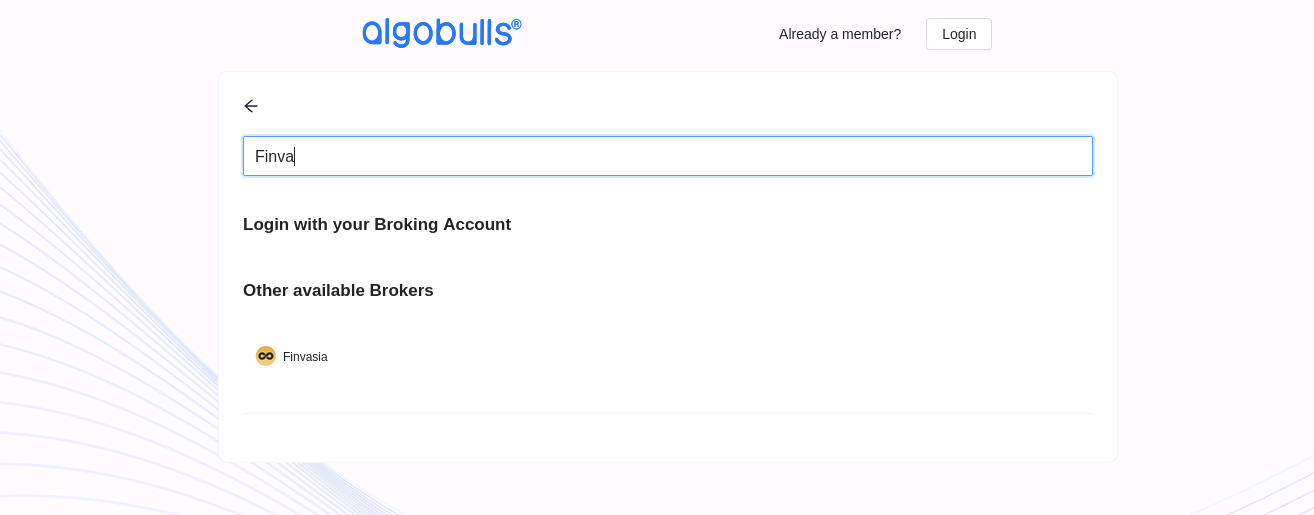 algobulls®
Already a member?
Login
Finva
Login with your Broking Account
Other available Brokers
Finvasia